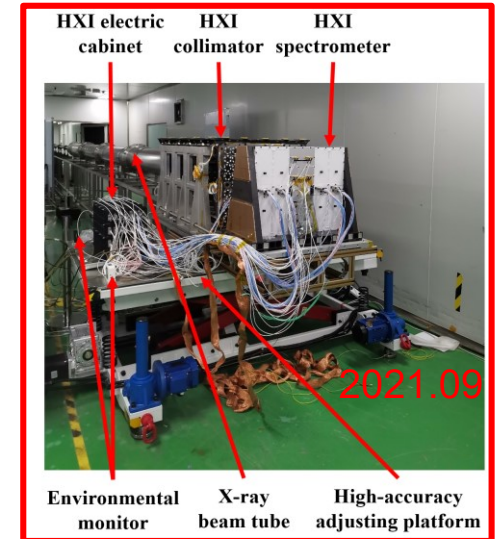 HXI electric
cabinet
HXI
collimator
HXI
spectrometer
2021.09
Environmental
monitor
X-ray
beam tube
High-accuracy
adjusting platform